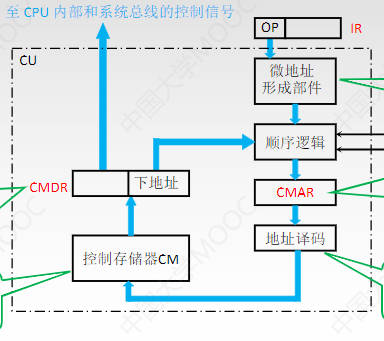 至 CPU 内部和系统总线的控制信号
OP
IR
CU
微地址
形成部件
顺序逻辑
CMDR
下地址
CMAR
地址译码
控制存储器CM
中国大学MOOC